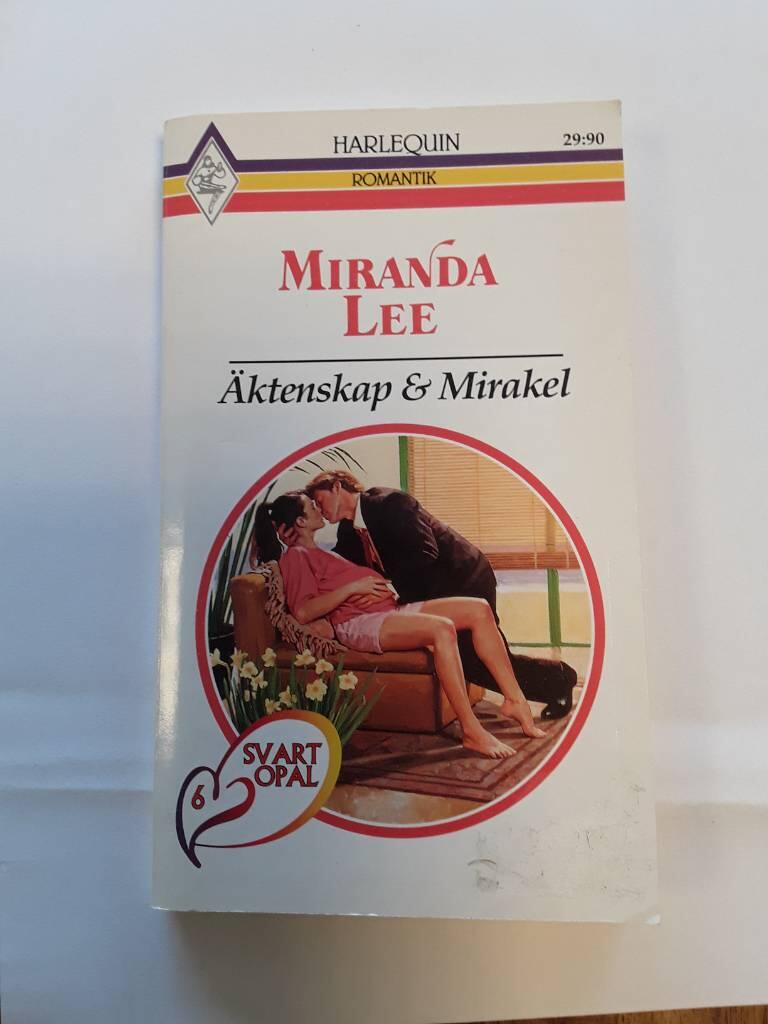 HARLEQUIN
29:90
ROMANTIK
MIRANDA
LEE
Äktenskap & Mirakel
SVART
OPAL
6